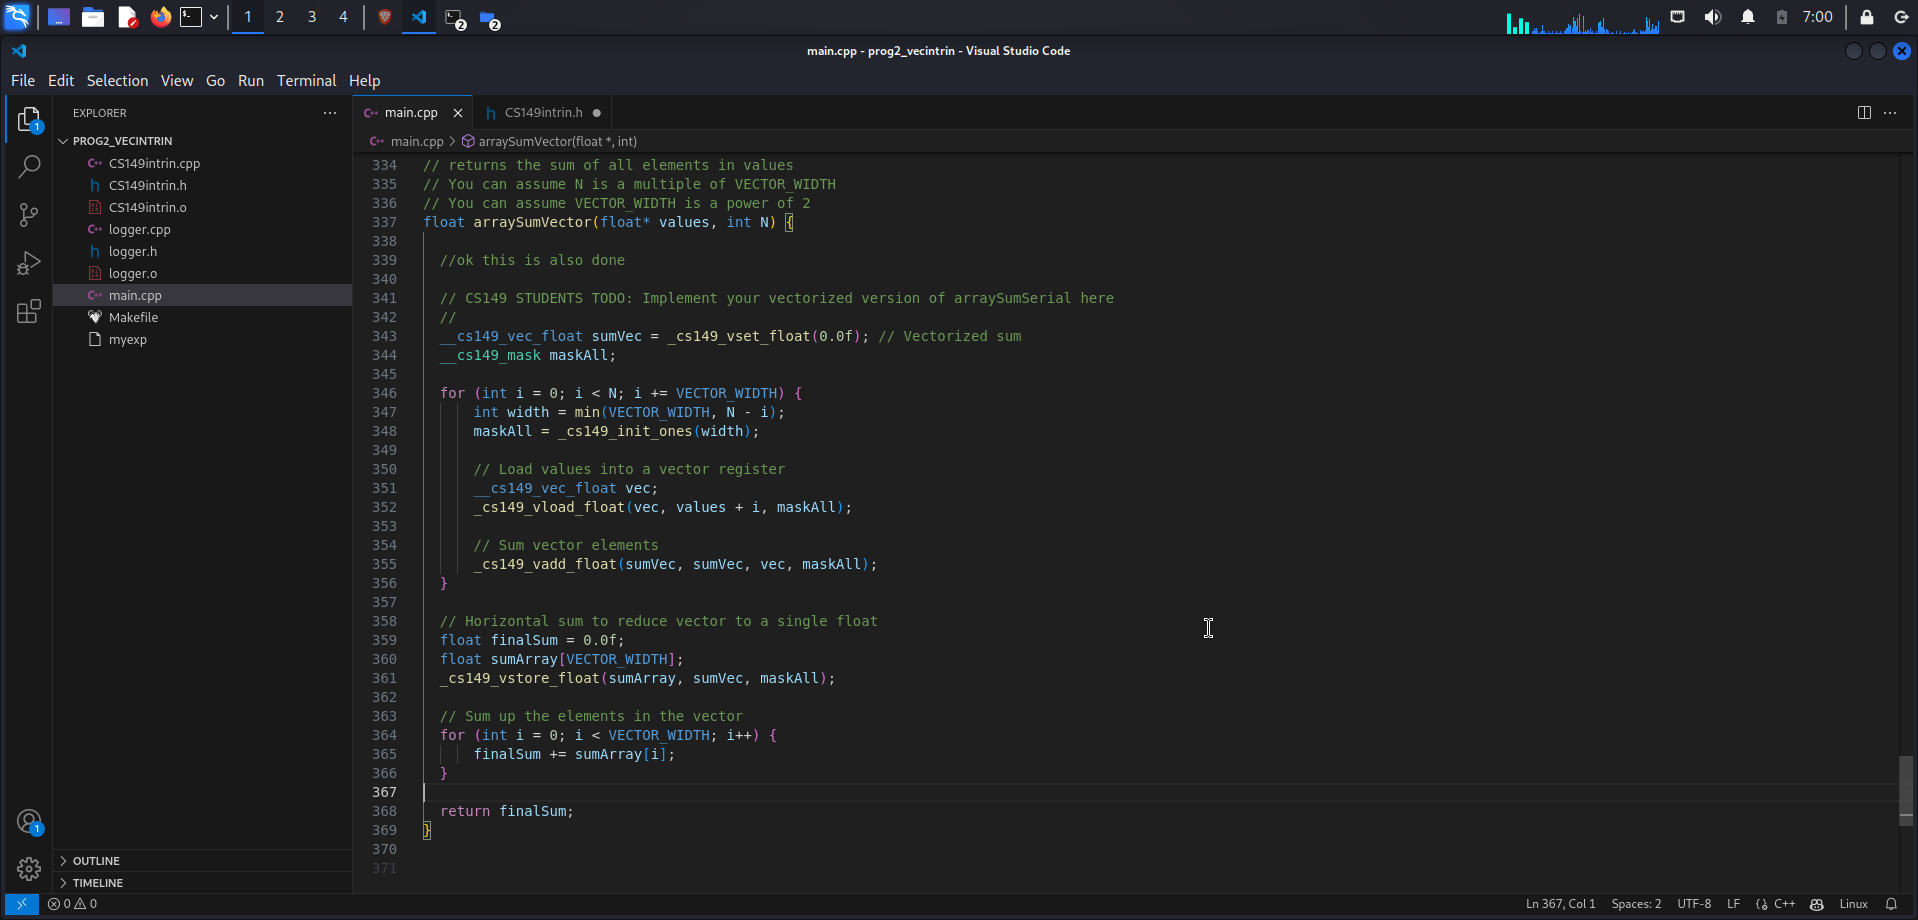 1 2 3 4 2 2 7:00
main.cpp - prog2_vecintrin - Visual Studio Code
File Edit Selection View Go Run Terminal Help
EXPLORER
main.cpp
CS149intrin.h
1
PROG2_VECINTRIN
CS149intrin.cpp
CS149intrin.h
CS149intrin.o
logger.cpp
logger.h
logger.o
main.cpp
Makefile
myexp
main.cpp > arraySumVector(float *, int)
334 // returns the sum of all elements in values
335 // You can assume N is a multiple of VECTOR_WIDTH
336 // You can assume VECTOR_WIDTH is a power of 2
337 float arraySumVector(float* values, int N) {
338
339 //ok this is also done
340
341 // CS149 STUDENTS TODO: Implement your vectorized version of arraySumSerial here
342 //
343 __cs149_vec_float sumVec = _cs149_vset_float(0.0f); // Vectorized sum
344 __cs149_mask maskAll;
345
346 for (int i = 0; i < N; i += VECTOR_WIDTH) {
347 int width = min(VECTOR_WIDTH, N - i);
348 maskAll = _cs149_init_ones(width);
349
350 // Load values into a vector register
351 __cs149_vec_float vec;
352 _cs149_vload_float(vec, values + i, maskAll);
353
354 // Sum vector elements
355 _cs149_vadd_float(sumVec, sumVec, vec, maskAll);
356 }
357
358 // Horizontal sum to reduce vector to a single float
359 float finalSum = 0.0f;
360 float sumArray[VECTOR_WIDTH];
361 _cs149_vstore_float(sumArray, sumVec, maskAll);
362
363 // Sum up the elements in the vector
364 for (int i = 0; i < VECTOR_WIDTH; i++) {
365 finalSum += sumArray[i];
366 }
367
368 return finalSum;
369 }
370
371
1
OUTLINE
TIMELINE
0 0
Ln 367, Col 1 Spaces: 2 UTF-8 LF {} C++ Linux